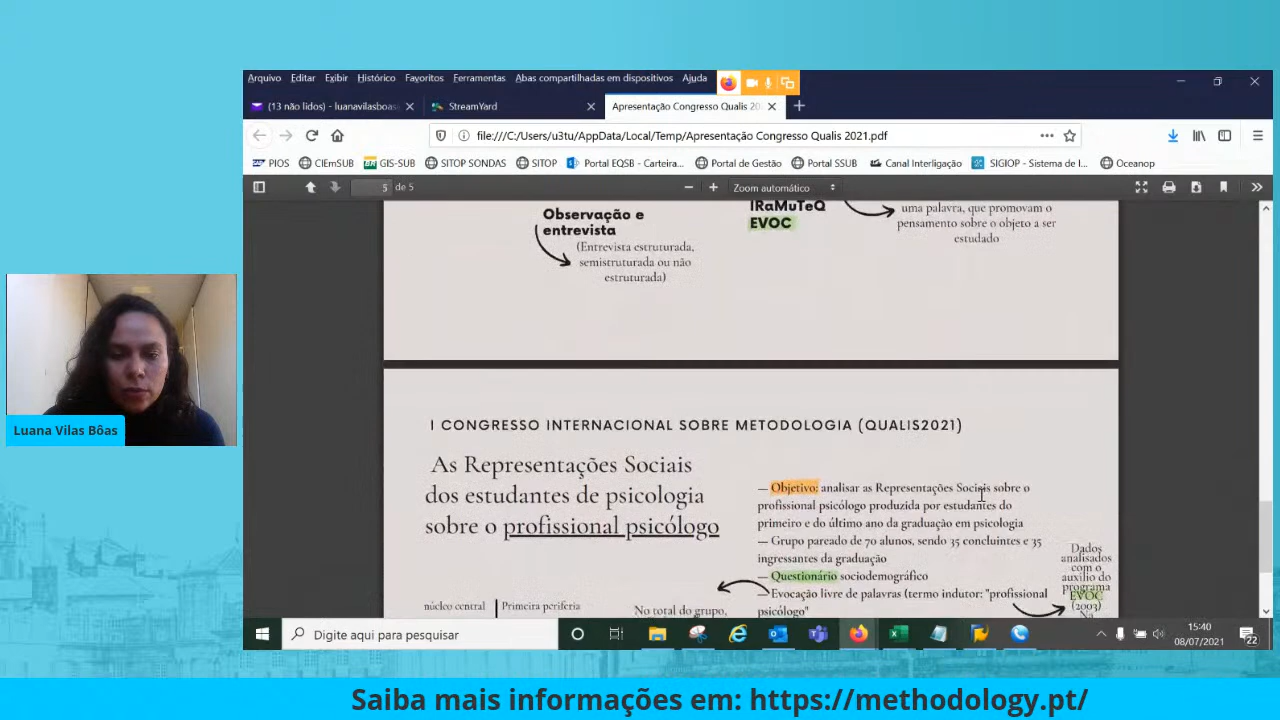 Arquivo Editar Exibir Histórico Favoritos Ferramentas Abas compartilhadas em dispositivos Ajuda
(13 não lidos) - luanavilasboas
StreamYard
Apresentação Congresso Qualis 20
file:///C:/Users/u3tu/AppData/Local/Temp/Apresentação Congresso Qualis 2021.pdf
PIOS CIEmSUB GIS-SUB SITOP SONDAS SITOP Portal EQSB - Carteira... Portal de Gestão Portal SSUB Canal Interligação SIGIOP - Sistema de I... Oceanop
5 de 5
Zoom automático
Observação e
entrevista
(Entrevista estruturada,
semistruturada ou não
estruturada)
IRaMuTeQ
EVOC
uma palavra, que promovam o
pensamento sobre o objeto a ser
estudado
I CONGRESSO INTERNACIONAL SOBRE METODOLOGIA (QUALIS2021)
As Representações Sociais
dos estudantes de psicologia
sobre o profissional psicólogo
— Objetivo: analisar as Representações Sociais sobre o
profissional psicólogo produzida por estudantes do
primeiro e do último ano da graduação em psicologia
— Grupo pareado de 70 alunos, sendo 35 concluintes e 35
ingressantes da graduação
— Questionário sociodemográfico
— Evocação livre de palavras (termo indutor: "profissional
psicólogo"
Dados
analisados
com o
auxílio do
programa
EVOC
(2003)
Na
núcleo central
Primeira periferia
No total do grupo,
Luana Vilas Bôas
Digite aqui para pesquisar
15:40
08/07/2021
22
Saiba mais informações em: https://methodology.pt/